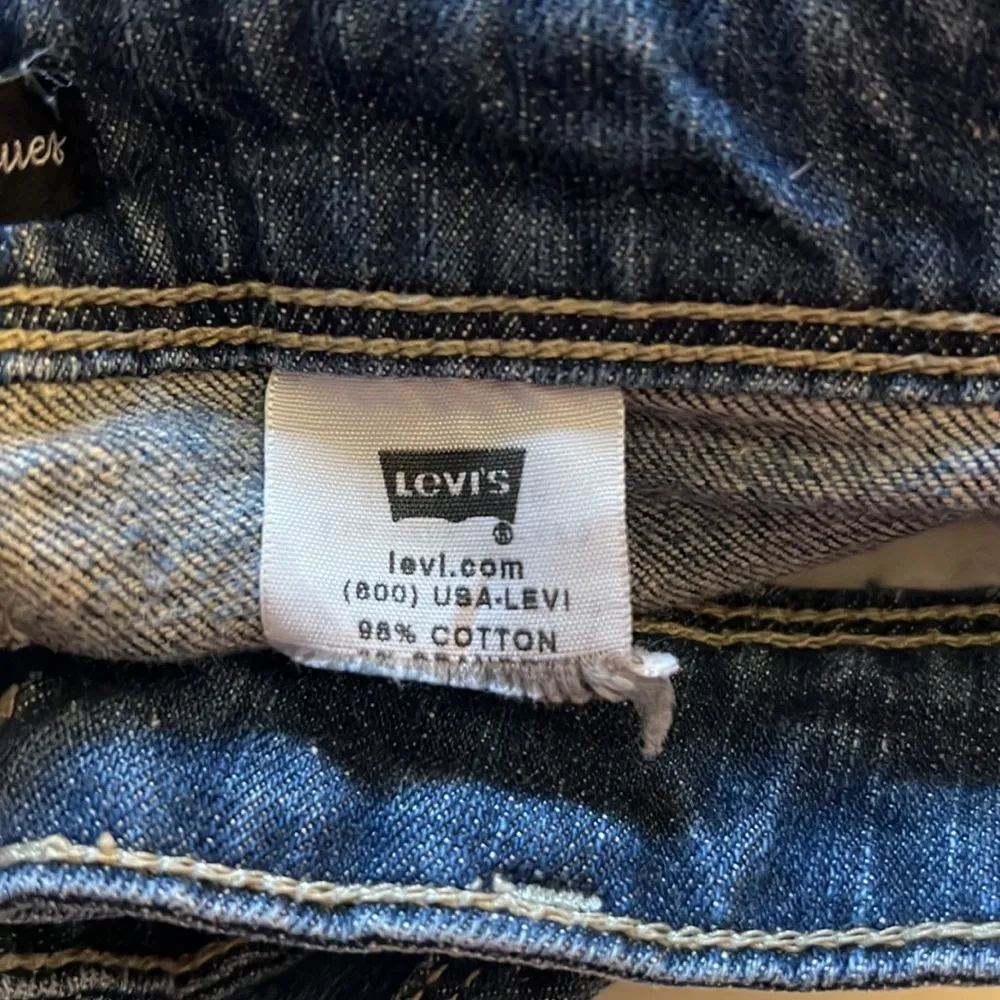 LEVI'S
®
levi.com
(800) USA-LEVI
98% COTTON